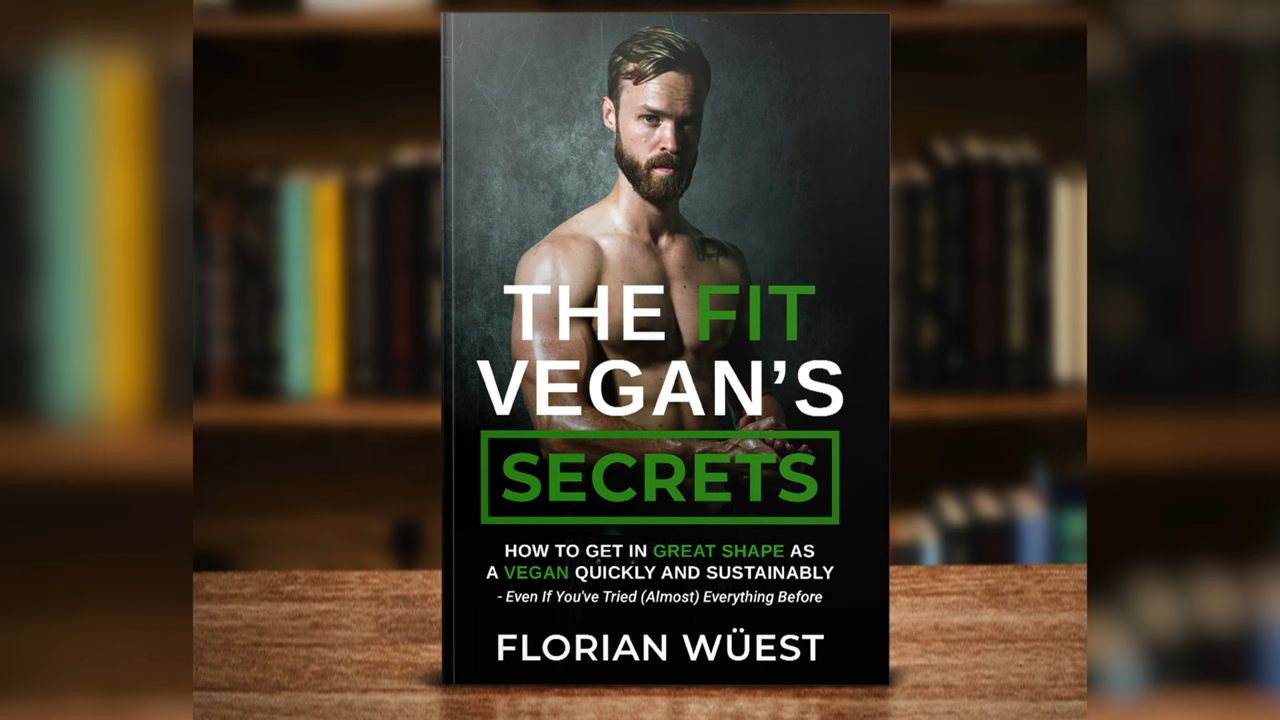 THE FIT
VEGAN’S
SECRETS
HOW TO GET IN GREAT SHAPE AS
A VEGAN QUICKLY AND SUSTAINABLY
- Even If You've Tried (Almost) Everything Before
FLORIAN WÜEST